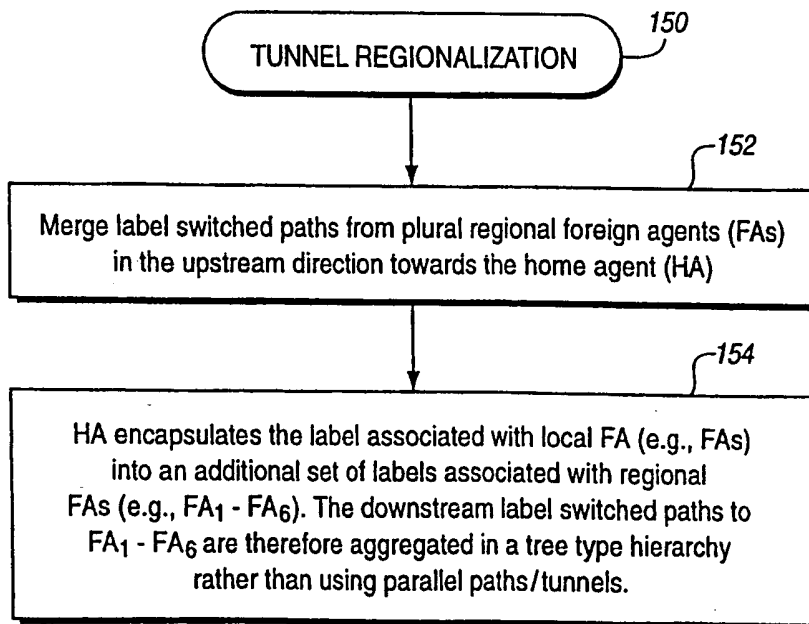 TUNNEL REGIONALIZATION
150
152
Merge label switched paths from plural regional foreign agents (FAs)
in the upstream direction towards the home agent (HA)
154
HA encapsulates the label associated with local FA (e.g., FAs)
into an additional set of labels associated with regional
FAs (e.g., FA₁ - FA₆). The downstream label switched paths to
FA₁ - FA₆ are therefore aggregated in a tree type hierarchy
rather than using parallel paths/tunnels.